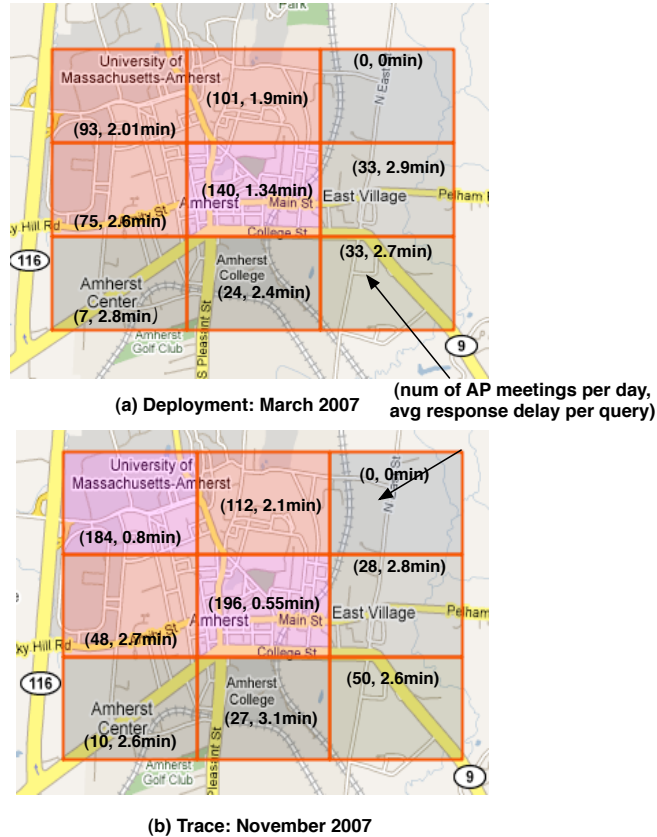 Park
University of
Massachusetts-Amherst
(0, 0min)
N East
(101, 1.9min)
(93, 2.01min)
(33, 2.9min)
(140, 1.34min)
East Village
Amherst
Main St
Pelham
(75, 2.6min)
ky Hill Rd
College St
(33, 2.7min)
116
Amherst
College
Amherst
Center
(24, 2.4min)
(7, 2.8min)
S Pleasant St
Amherst
Golf Club
9
(num of AP meetings per day,
avg response delay per query)
(a) Deployment: March 2007
University of
Massachusetts-Amherst
(0, 0min)
(112, 2.1min)
(184, 0.8min)
(28, 2.8min)
(196, 0.55min)
East Village
Amherst
Main St
Pelham
(48, 2.7min)
ky Hill Rd
College St
(50, 2.6min)
116
Amherst
College
Amherst
Center
(27, 3.1min)
(10, 2.6min)
Pleasant St
Amherst
Golf Club
9
(b) Trace: November 2007